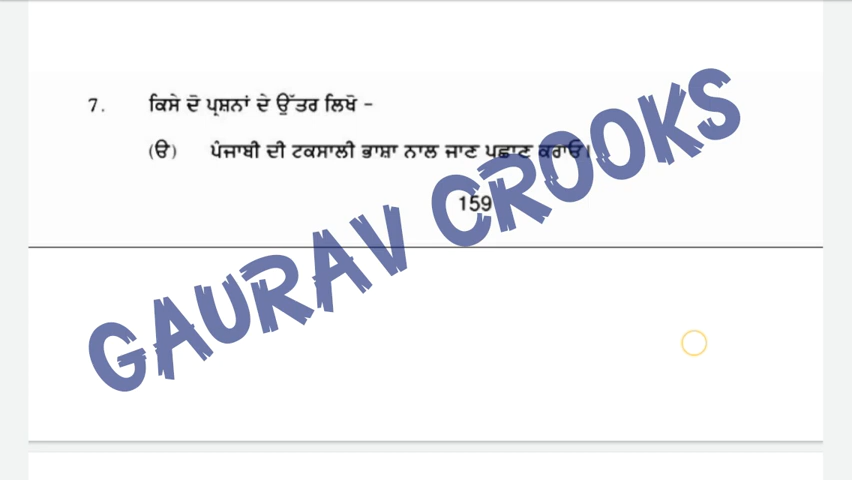 7. ਕਿਸੇ ਦੋ ਪ੍ਰਸ਼ਨਾਂ ਦੇ ਉੱਤਰ ਲਿਖੋ -
(ੳ) ਪੰਜਾਬੀ ਦੀ ਟਕਸਾਲੀ ਭਾਸ਼ਾ ਨਾਲ ਜਾਣ ਪਛਾਣ ਕਰਾਓ।
159
GAURAV CROOKS